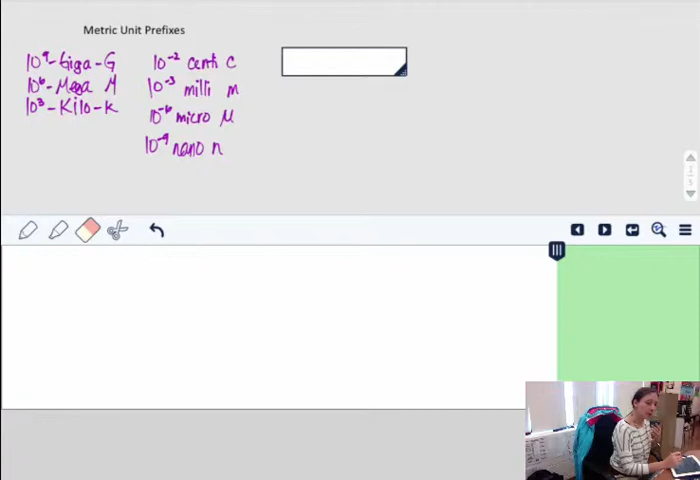 Metric Unit Prefixes
10⁹-Giga-G
10⁶-Mega M
10³-Kilo-K
10⁻² centi c
10⁻³ milli m
10⁻⁶ micro μ
10⁻⁹ nano n